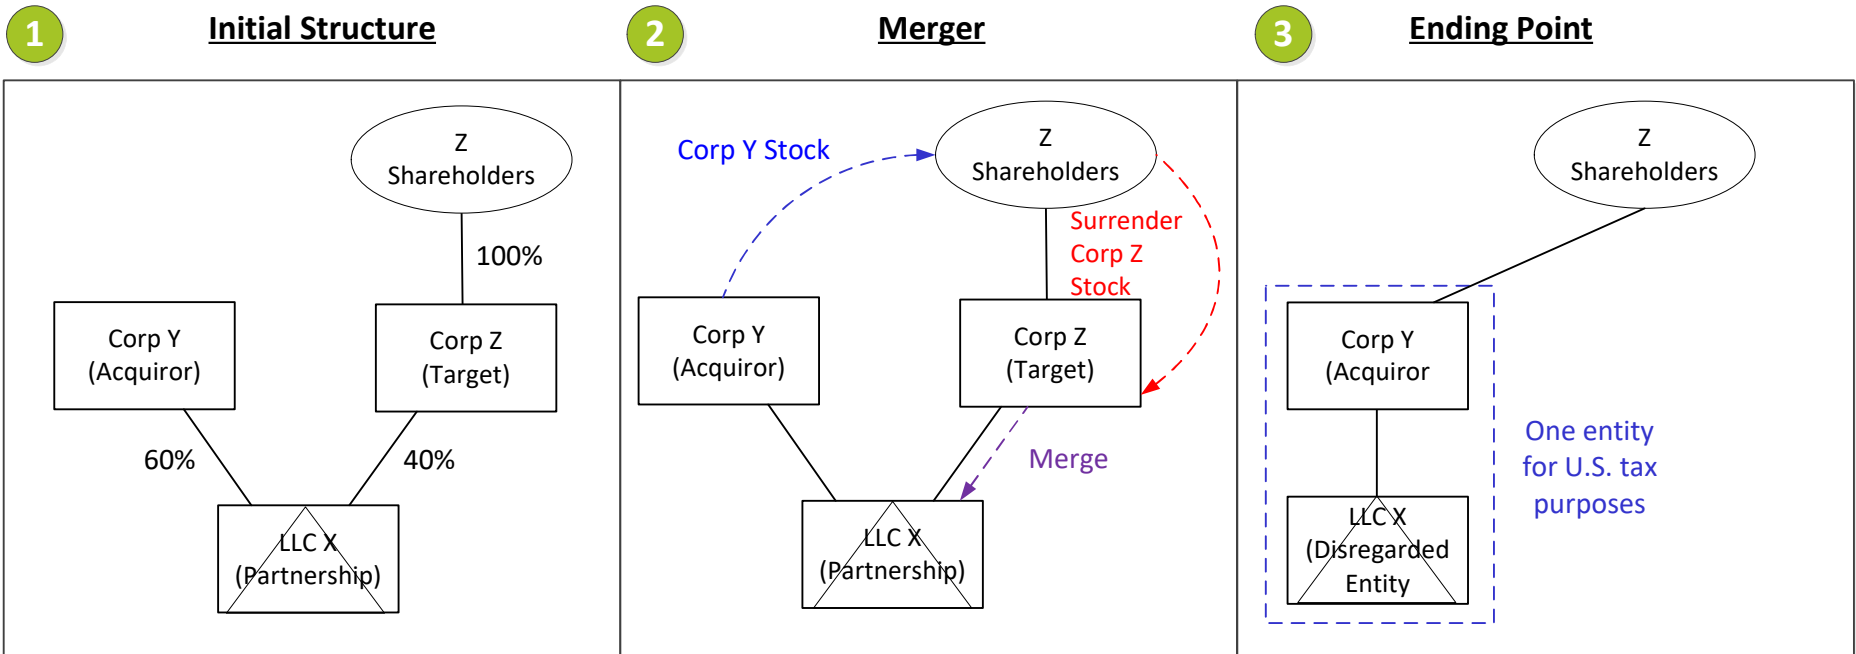 1
Initial Structure
Z
Shareholders
100%
Corp Y
(Acquiror)
Corp Z
(Target)
60%
40%
LLC X
(Partnership)
2
Merger
Corp Y Stock
Z
Shareholders
Surrender
Corp Z
Stock
Corp Y
(Acquiror)
Corp Z
(Target)
Merge
LLC X
(Partnership)
3
Ending Point
Z
Shareholders
Corp Y
(Acquiror
One entity
for U.S. tax
purposes
LLC X
(Disregarded
Entity